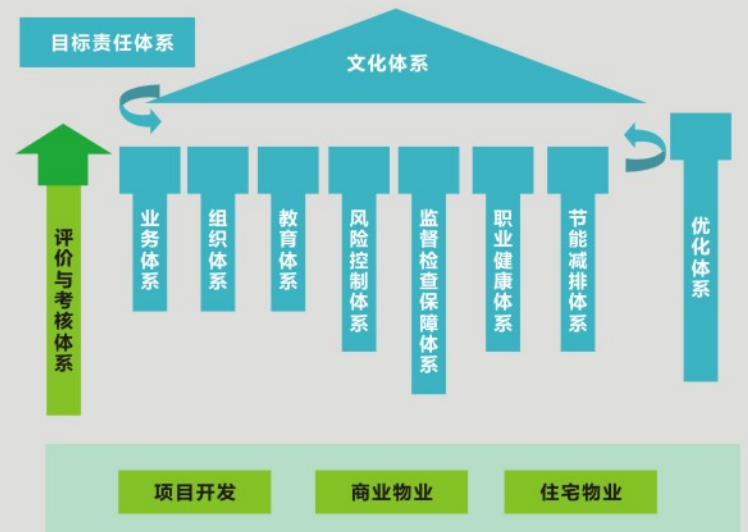 目标责任体系
文化体系
评价与考核体系
业务体系
组织体系
教育体系
风险控制体系
监督检查保障体系
职业健康体系
节能减排体系
优化体系
项目开发
商业物业
住宅物业